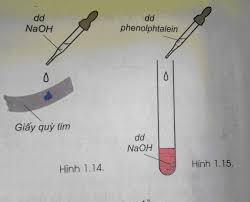 dd
NaOH
dd
phenolphtalein
Giấy quỳ tím
dd
NaOH
Hình 1.14.
Hình 1.15.